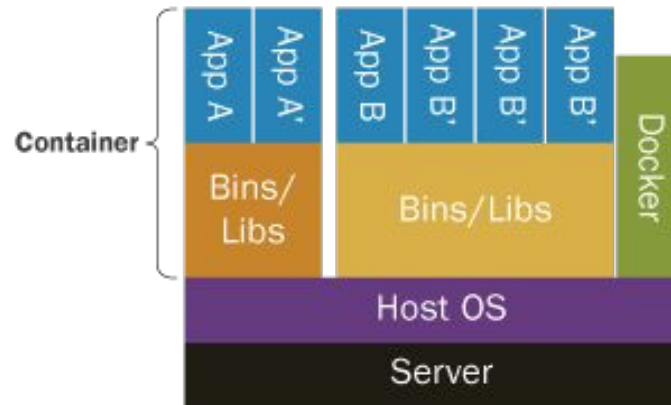 App A
App A'
App B
App B'
App B'
App B'
Container
Docker
Bins/
Libs
Bins/Libs
Host OS
Server